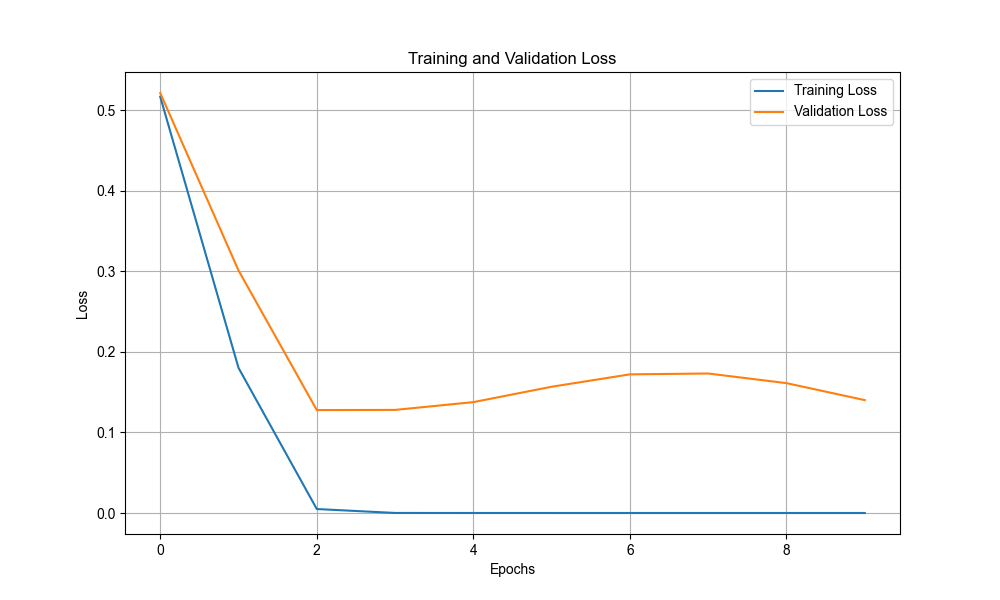 Training and Validation Loss
Training Loss
Validation Loss
0.5
0.4
0.3
0.2
0.1
0.0
Loss
0 2 4 6 8
Epochs